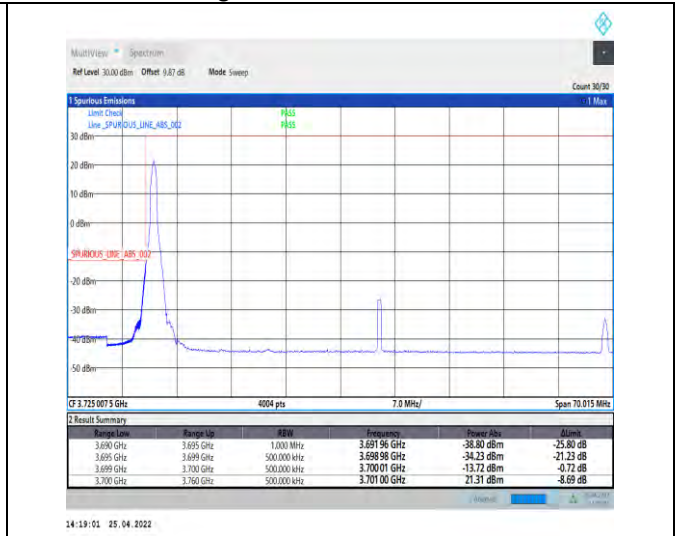 MultiView Spectrum
Ref Level 30.00 dBm Offset 9.87 dB Mode Sweep
Count 30/30
1 Spurious Emissions 1 Max
Limit Check PASS
Line _SPURIOUS_LINE_ABS_002 PASS
30 dBm
20 dBm
10 dBm
0 dBm
SPURIOUS_LINE_ABS_002
-20 dBm
-30 dBm
-40 dBm
-50 dBm
CF 3.725 007 5 GHz 4004 pts 7.0 MHz/ Span 70.015 MHz
2 Result Summary
Range Low Range Up RBW Frequency Power Abs ΔLimit
3.690 GHz 3.695 GHz 1.000 MHz 3.691 96 GHz -38.80 dBm -25.80 dB
3.695 GHz 3.699 GHz 500.000 kHz 3.698 98 GHz -34.23 dBm -21.23 dB
3.699 GHz 3.700 GHz 500.000 kHz 3.700 01 GHz -13.72 dBm -0.72 dB
3.700 GHz 3.760 GHz 500.000 kHz 3.701 00 GHz 21.31 dBm -8.69 dB
14:19:01 25.04.2022